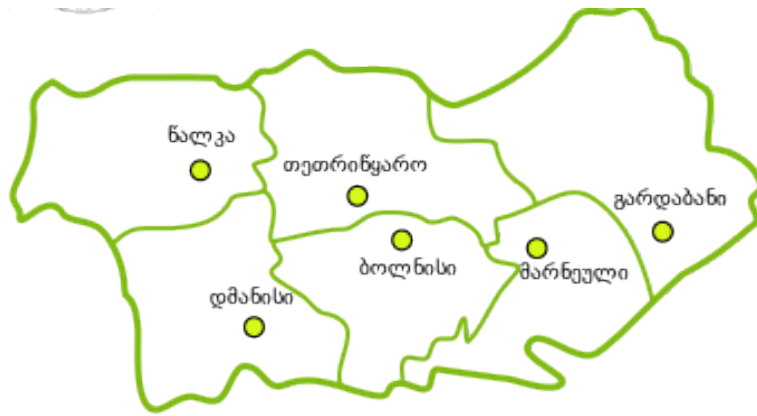 წალკა
თეთრიწყარო
გარდაბანი
ბოლნისი
მარნეული
დმანისი